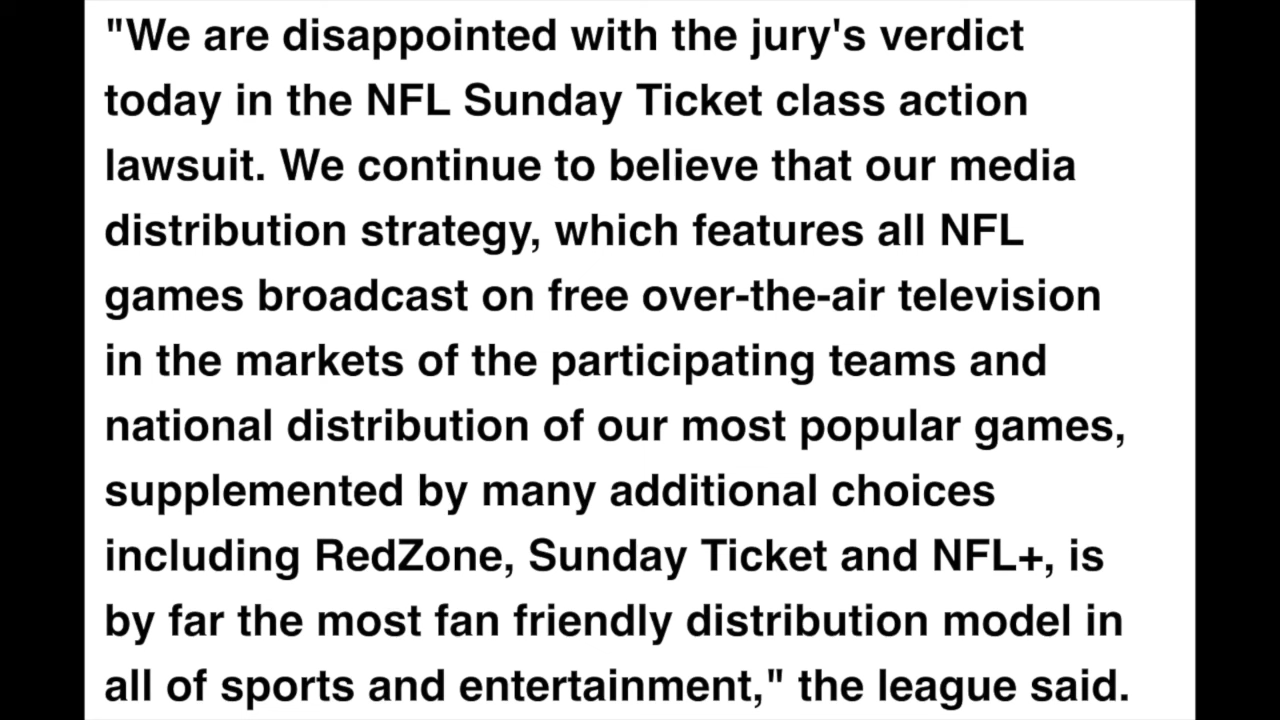 "We are disappointed with the jury's verdict
today in the NFL Sunday Ticket class action
lawsuit. We continue to believe that our media
distribution strategy, which features all NFL
games broadcast on free over-the-air television
in the markets of the participating teams and
national distribution of our most popular games,
supplemented by many additional choices
including RedZone, Sunday Ticket and NFL+, is
by far the most fan friendly distribution model in
all of sports and entertainment," the league said.